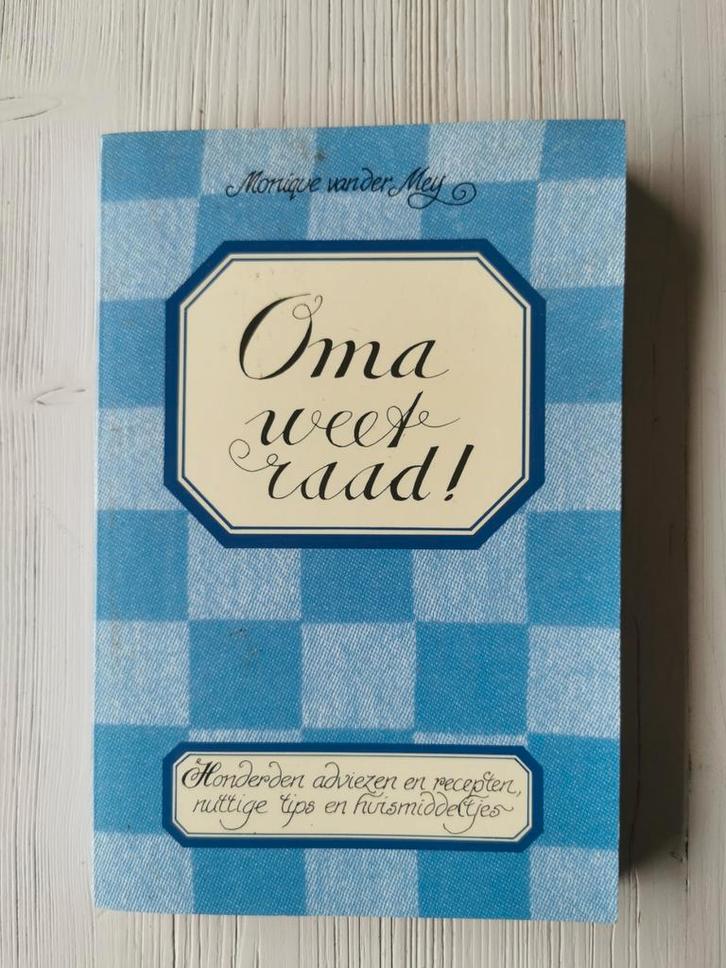 Monique van der Mey
Oma
weet
raad!
Honderden adviezen en recepten,
nuttige tips en huismiddeltjes